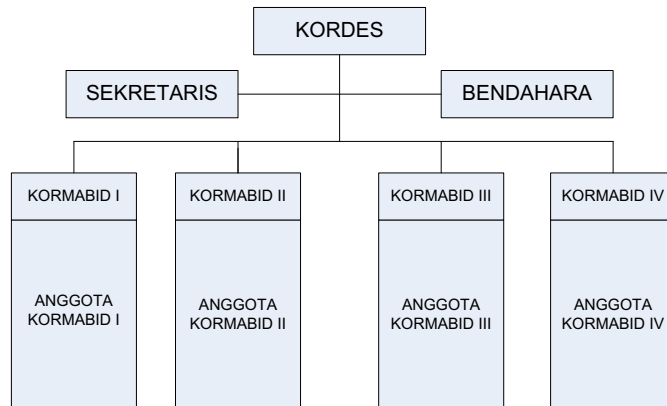 KORDES
SEKRETARIS
BENDAHARA
KORMABID I
KORMABID II
KORMABID III
KORMABID IV
ANGGOTA
KORMABID I
ANGGOTA
KORMABID II
ANGGOTA
KORMABID III
ANGGOTA
KORMABID IV